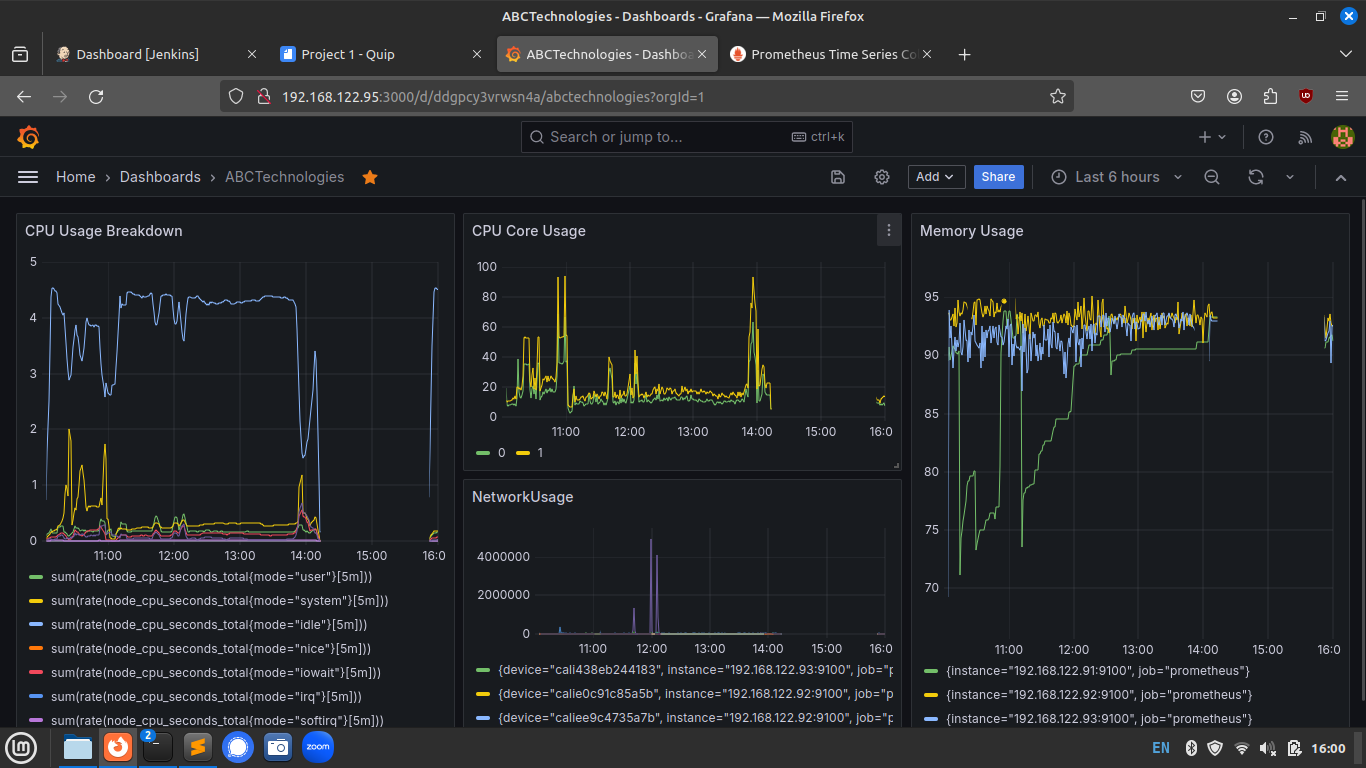 ABCTechnologies - Dashboards - Grafana — Mozilla Firefox
Dashboard [Jenkins]
Project 1 - Quip
ABCTechnologies - Dashboa
Prometheus Time Series Co
192.168.122.95:3000/d/ddgpcy3vrwsn4a/abctechnologies?orgId=1
Search or jump to...
ctrl+k
Home › Dashboards › ABCTechnologies
Add
Share
Last 6 hours
CPU Usage Breakdown
5
4
3
2
1
0
11:00 12:00 13:00 14:00 15:00 16:0
sum(rate(node_cpu_seconds_total{mode="user"}[5m]))
sum(rate(node_cpu_seconds_total{mode="system"}[5m]))
sum(rate(node_cpu_seconds_total{mode="idle"}[5m]))
sum(rate(node_cpu_seconds_total{mode="nice"}[5m]))
sum(rate(node_cpu_seconds_total{mode="iowait"}[5m]))
sum(rate(node_cpu_seconds_total{mode="irq"}[5m]))
sum(rate(node_cpu_seconds_total{mode="softirq"}[5m]))
CPU Core Usage
100
80
60
40
20
0
11:00 12:00 13:00 14:00 15:00 16:0
0 1
NetworkUsage
4000000
2000000
0
11:00 12:00 13:00 14:00 15:00 16:0
{device="cali438eb244183", instance="192.168.122.93:9100", job="p
{device="calie0c91c85a5b", instance="192.168.122.92:9100", job="p
{device="caliee9c4735a7b", instance="192.168.122.92:9100", job="p
Memory Usage
95
90
85
80
75
70
11:00 12:00 13:00 14:00 15:00 16:0
{instance="192.168.122.91:9100", job="prometheus"}
{instance="192.168.122.92:9100", job="prometheus"}
{instance="192.168.122.93:9100", job="prometheus"}
2
zoom
EN
16:00